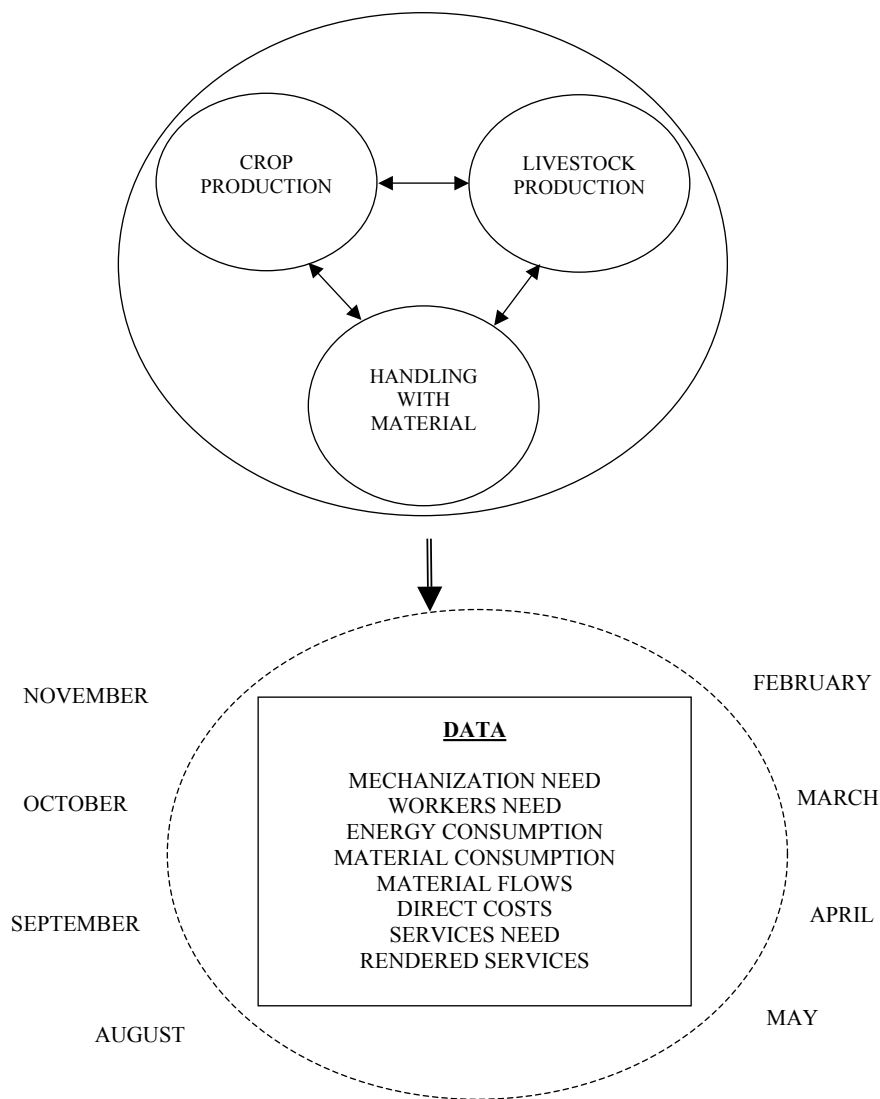 CROP
PRODUCTION
LIVESTOCK
PRODUCTION
HANDLING
WITH
MATERIAL
NOVEMBER
FEBRUARY
DATA
MECHANIZATION NEED
WORKERS NEED
ENERGY CONSUMPTION
MATERIAL CONSUMPTION
MATERIAL FLOWS
DIRECT COSTS
SERVICES NEED
RENDERED SERVICES
OCTOBER
MARCH
SEPTEMBER
APRIL
AUGUST
MAY